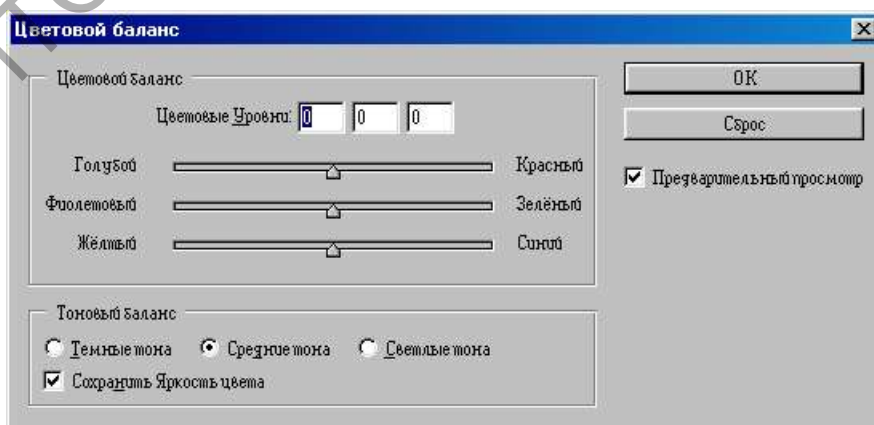 Цветовой баланс
Цветовой баланс
Цветовые Уровни: 0 0 0
Голубой Красный
Фиолетовый Зелёный
Жёлтый Синий
Тоновый баланс
Темные тона Средние тона Светлые тона
Сохранить Яркость цвета
OK
Сброс
Предварительный просмотр